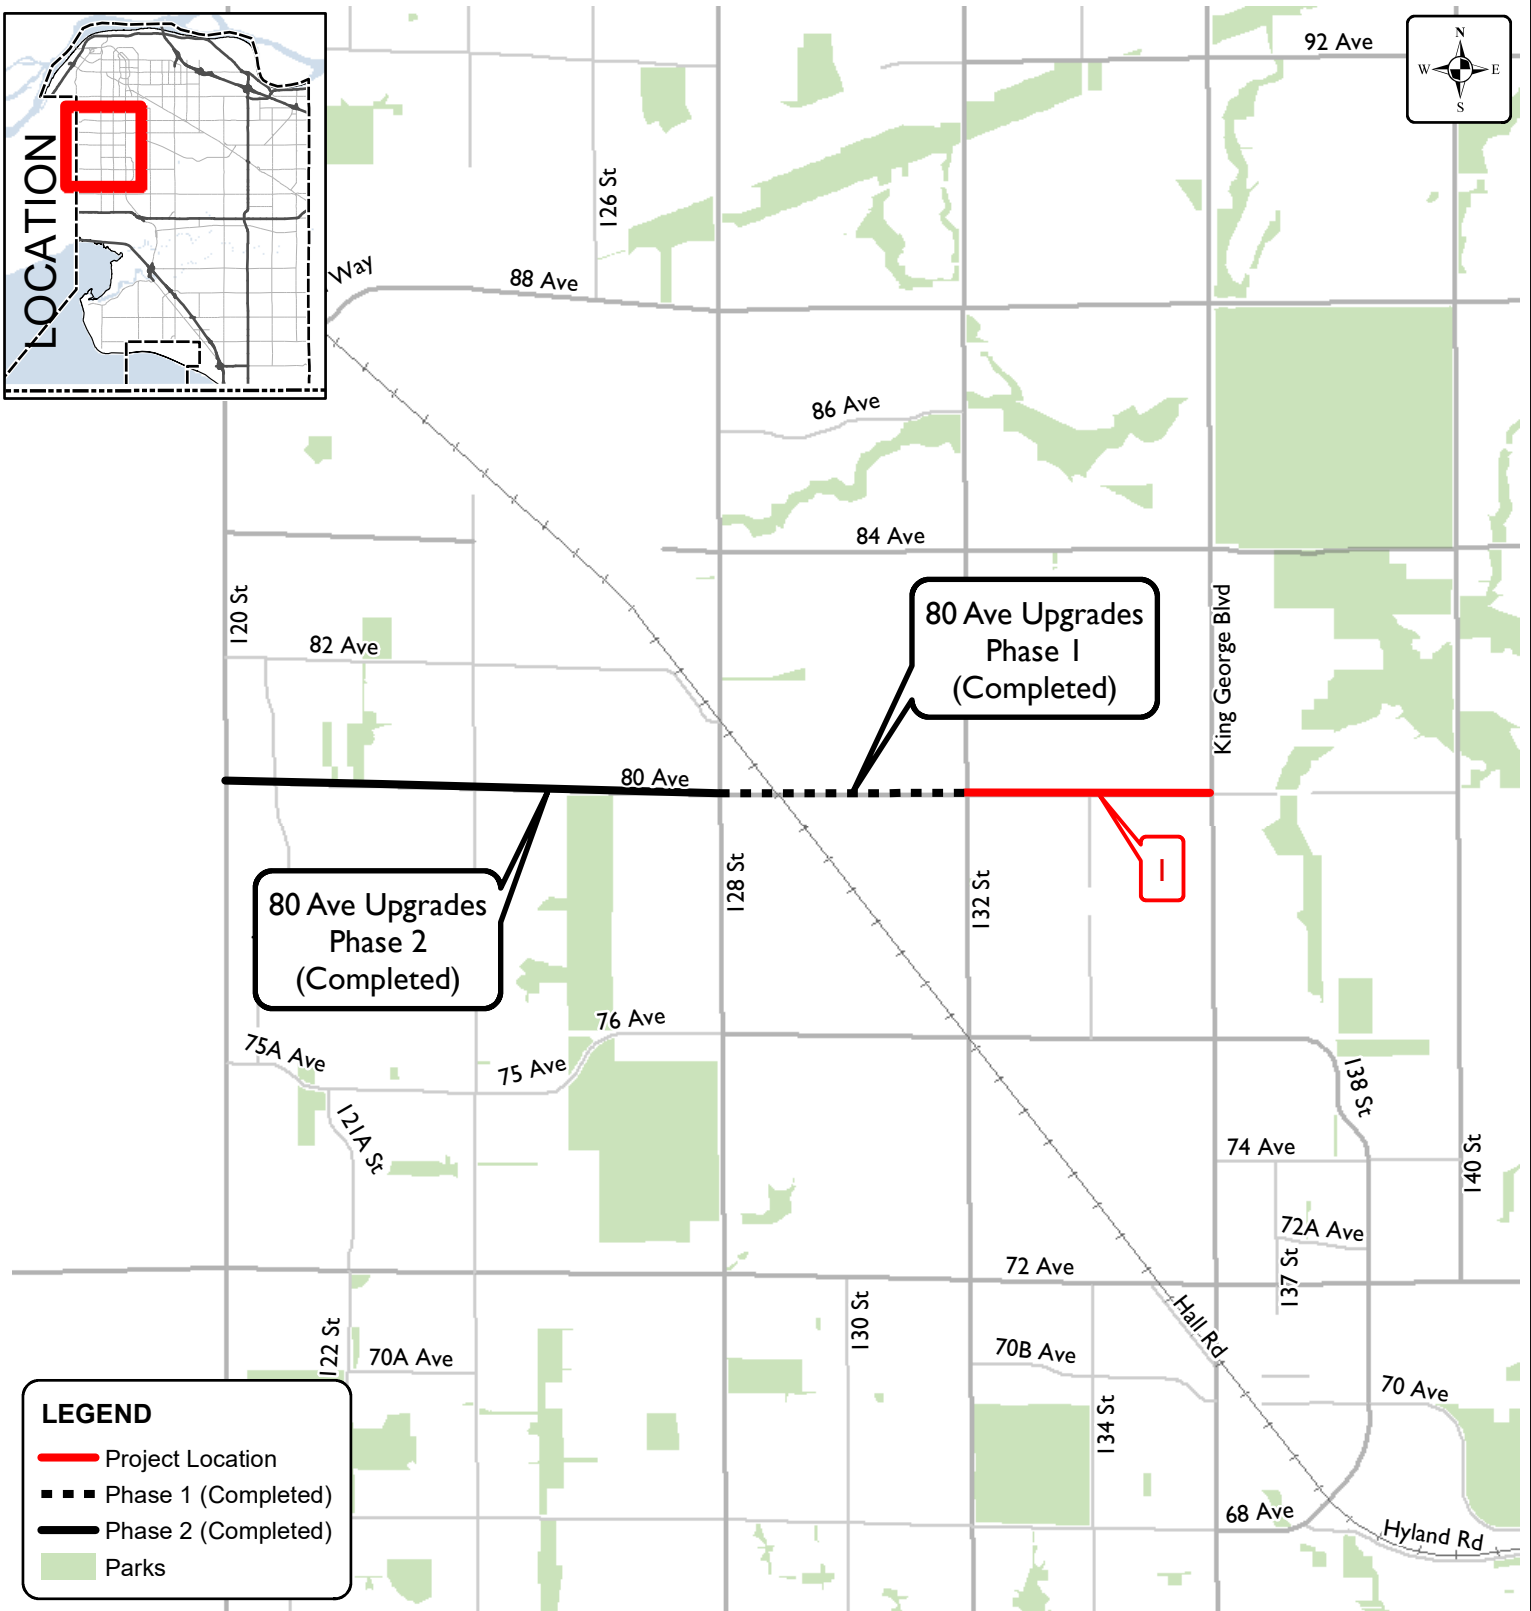 LOCATION
92 Ave
N
W
E
S
126 St
Way
88 Ave
86 Ave
84 Ave
120 St
82 Ave
80 Ave Upgrades
Phase 1
(Completed)
King George Blvd
80 Ave
1
128 St
132 St
80 Ave Upgrades
Phase 2
(Completed)
76 Ave
75A Ave
75 Ave
121A St
138 St
74 Ave
140 St
72A Ave
72 Ave
137 St
130 St
Hall Rd
122 St
70A Ave
70B Ave
70 Ave
134 St
68 Ave
Hyland Rd
LEGEND
Project Location
Phase 1 (Completed)
Phase 2 (Completed)
Parks